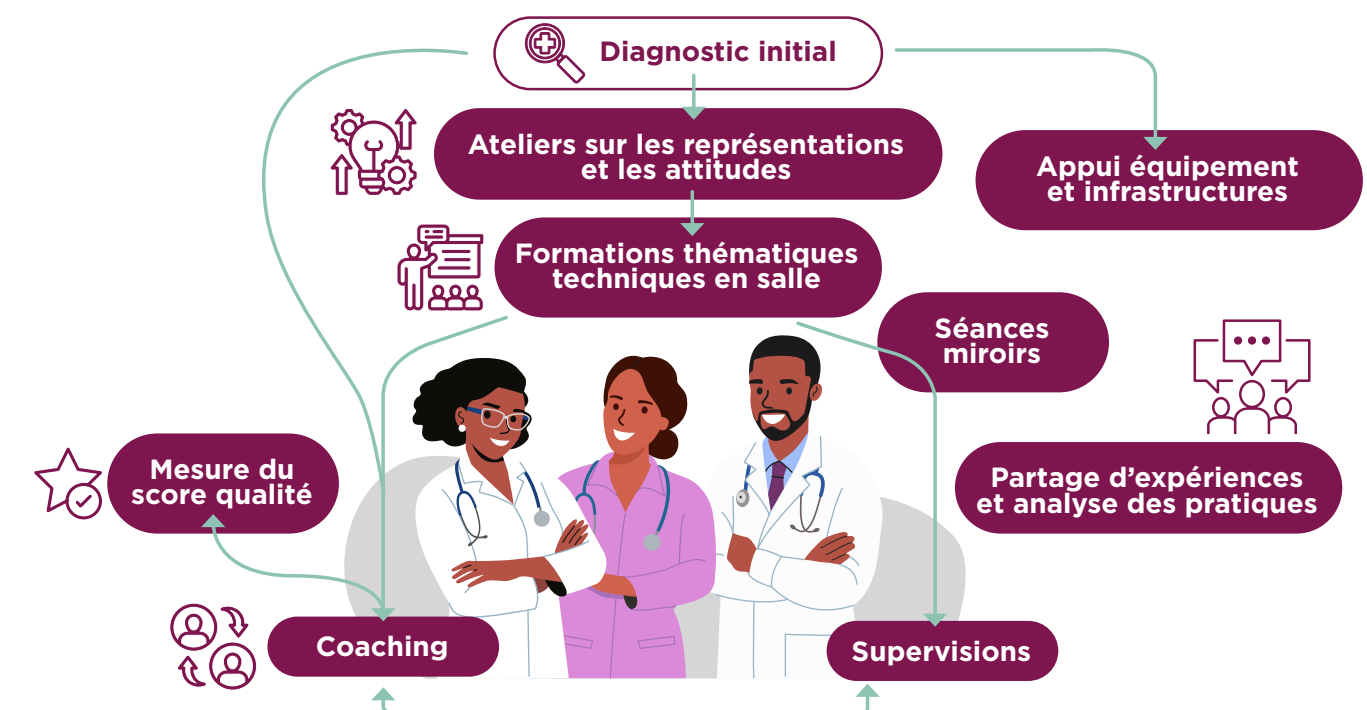 Diagnostic initial
Ateliers sur les représentations
et les attitudes
Appui équipement
et infrastructures
Formations thématiques
techniques en salle
Séances
miroirs
Mesure du
score qualité
Partage d’expériences
et analyse des pratiques
Coaching
Supervisions